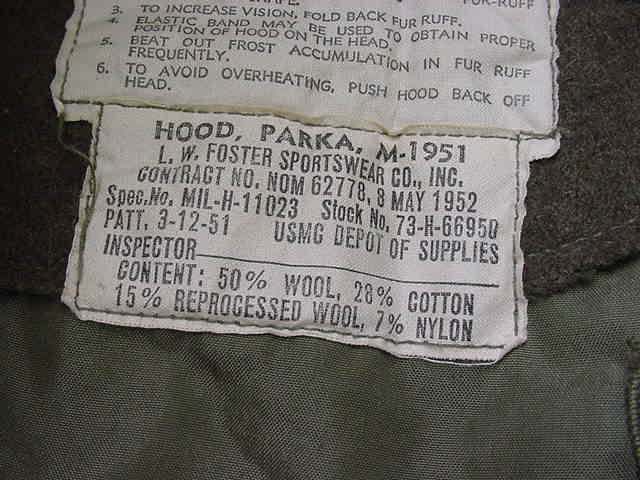 FUR-RUFF
3. TO INCREASE VISION, FOLD BACK FUR RUFF.
4. ELASTIC BAND MAY BE USED TO OBTAIN PROPER
POSITION OF HOOD ON THE HEAD.
5. BEAT OUT FROST ACCUMULATION IN FUR RUFF
FREQUENTLY.
6. TO AVOID OVERHEATING, PUSH HOOD BACK OFF
HEAD.
HOOD, PARKA, M-1951
L. W. FOSTER SPORTSWEAR CO., INC.
CONTRACT NO. NOM 62778, 8 MAY 1952
Spec.No. MIL-H-11023 Stock No. 73-H-66950
PATT. 3-12-51 USMC DEPOT OF SUPPLIES
INSPECTOR
CONTENT: 50% WOOL, 28% COTTON
15% REPROCESSED WOOL, 7% NYLON